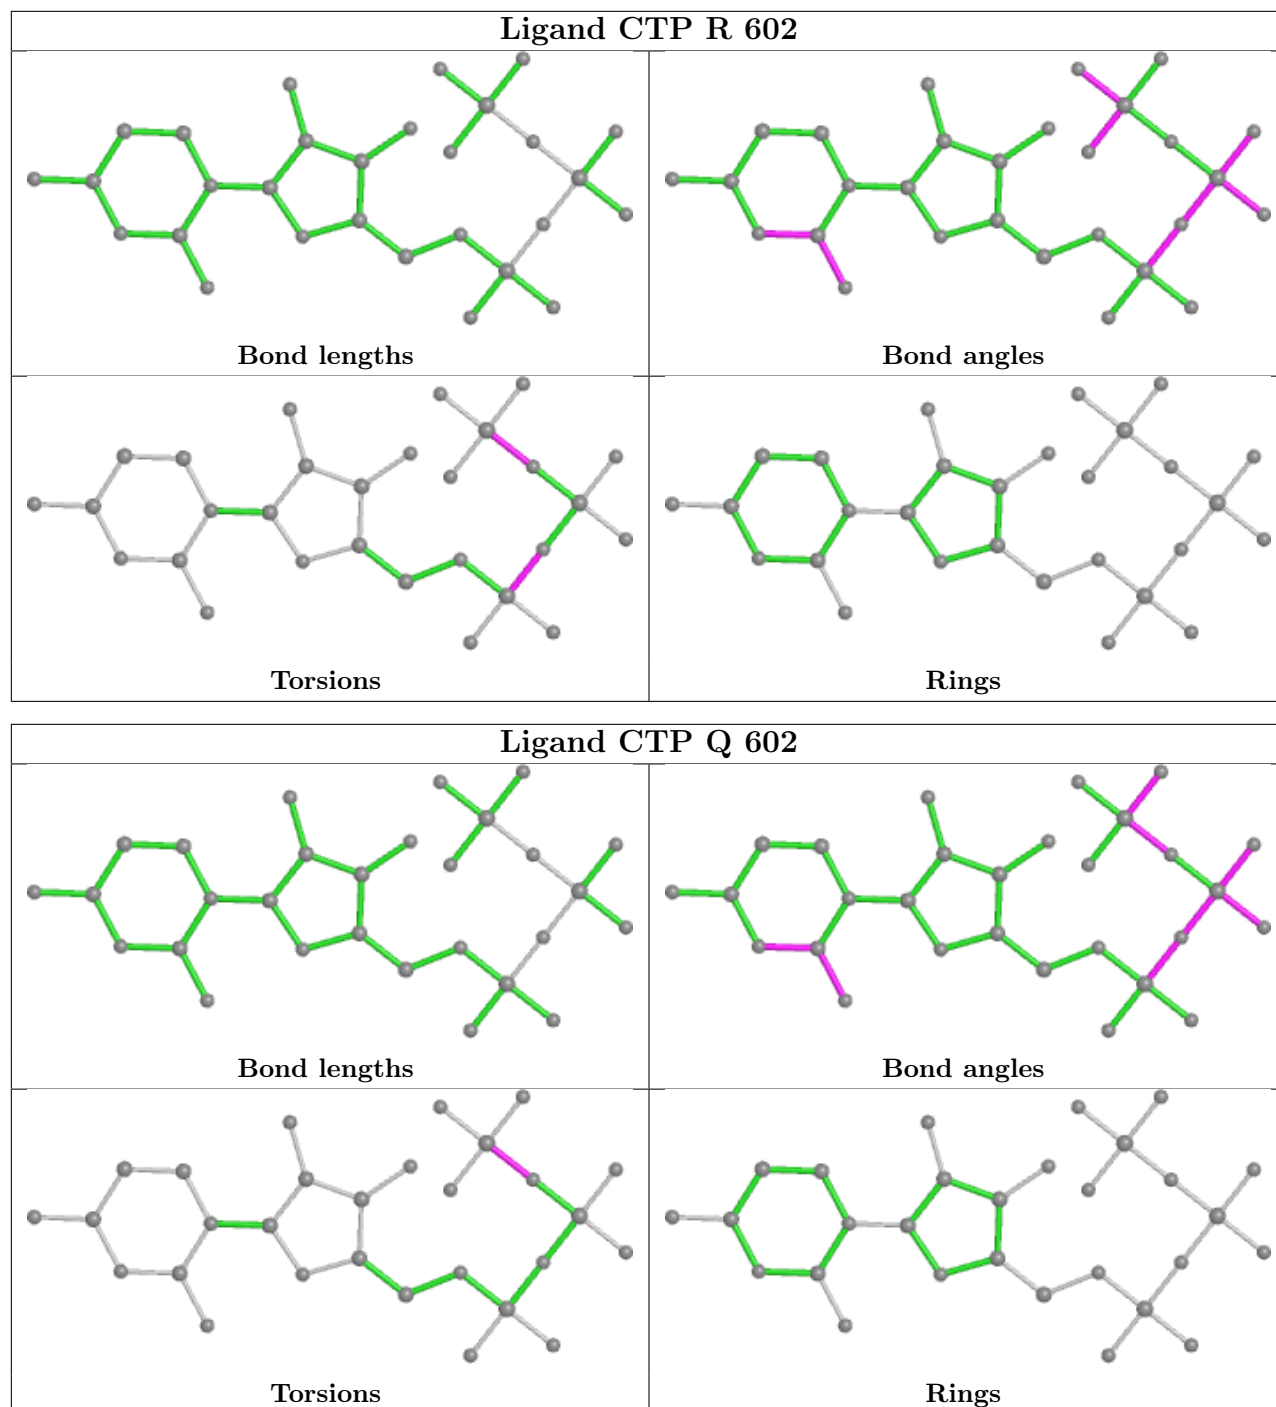 Ligand CTP R 602
Bond lengths
Bond angles
Torsions
Rings
Ligand CTP Q 602
Bond lengths
Bond angles
Torsions
Rings